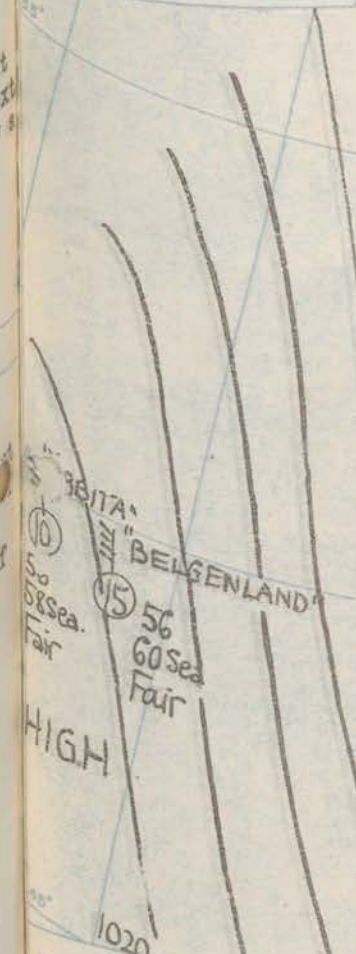 "BELGENLAND"
10
50
58 Sea.
Fair
15
56
60 Sea
Fair
HIGH
1020